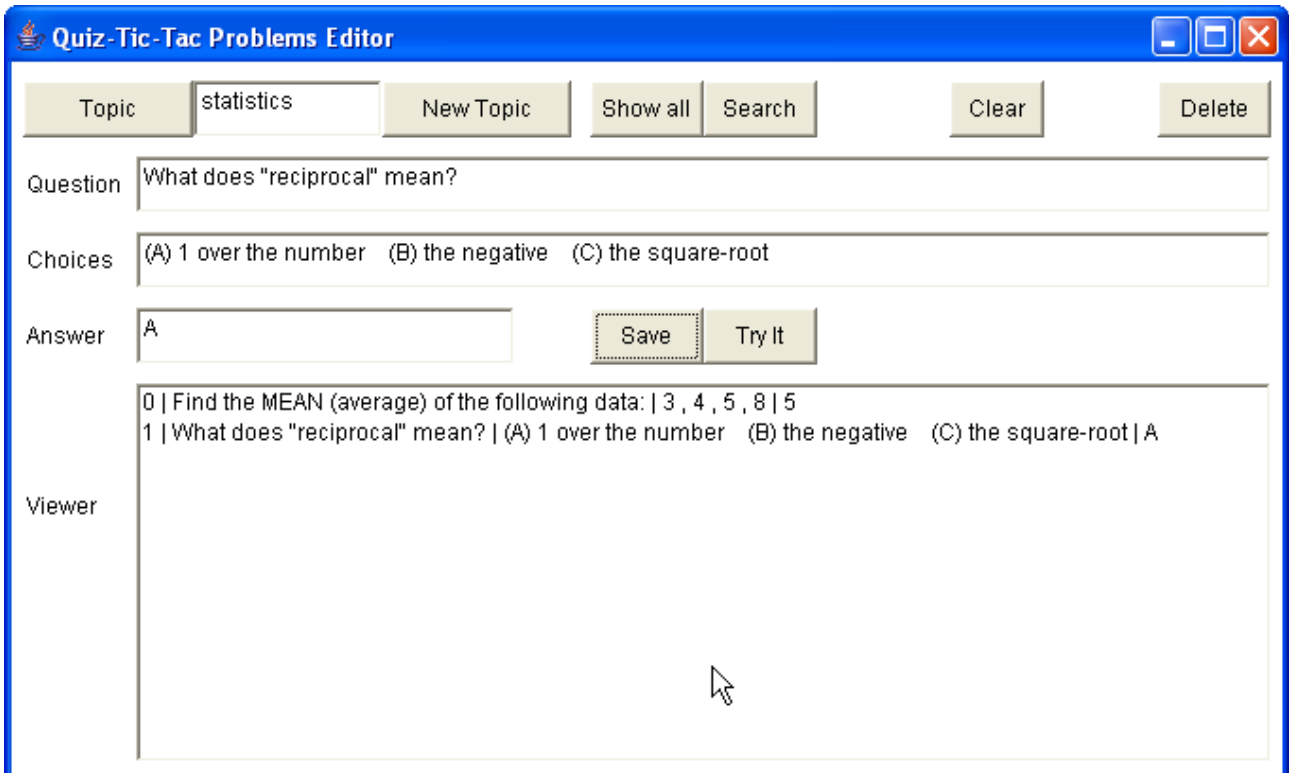 Quiz-Tic-Tac Problems Editor
Topic statistics New Topic Show all Search Clear Delete
Question What does "reciprocal" mean?
Choices (A) 1 over the number (B) the negative (C) the square-root
Answer A Save Try It
0 | Find the MEAN (average) of the following data: | 3 , 4 , 5 , 8 | 5
1 | What does "reciprocal" mean? | (A) 1 over the number (B) the negative (C) the square-root | A
Viewer